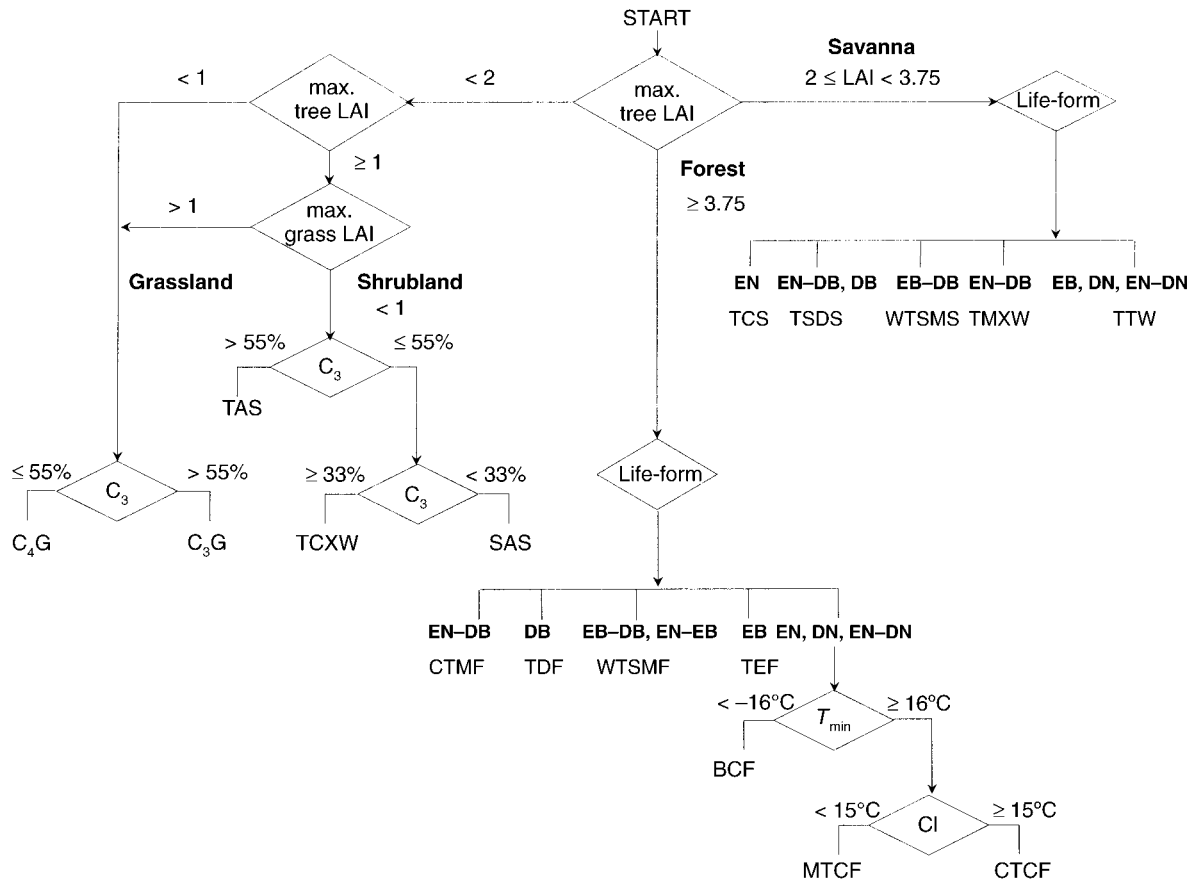 START
Savanna
< 1
max.
tree LAI
< 2
max.
tree LAI
2 ≤ LAI < 3.75
Life-form
≥ 1
Forest
≥ 3.75
> 1
max.
grass LAI
Grassland
Shrubland
< 1
EN EN–DB, DB EB–DB EN–DB EB, DN, EN–DN
TCS TSDS WTSMS TMXW TTW
> 55%
C₃
≤ 55%
TAS
≤ 55%
C₃
> 55%
≥ 33%
C₃
< 33%
Life-form
C₄G
C₃G
TCXW
SAS
EN–DB DB EB–DB, EN–EB EB EN, DN, EN–DN
CTMF TDF WTSMF TEF
< –16°C
Tmin
≥ 16°C
BCF
< 15°C
CI
≥ 15°C
MTCF
CTCF